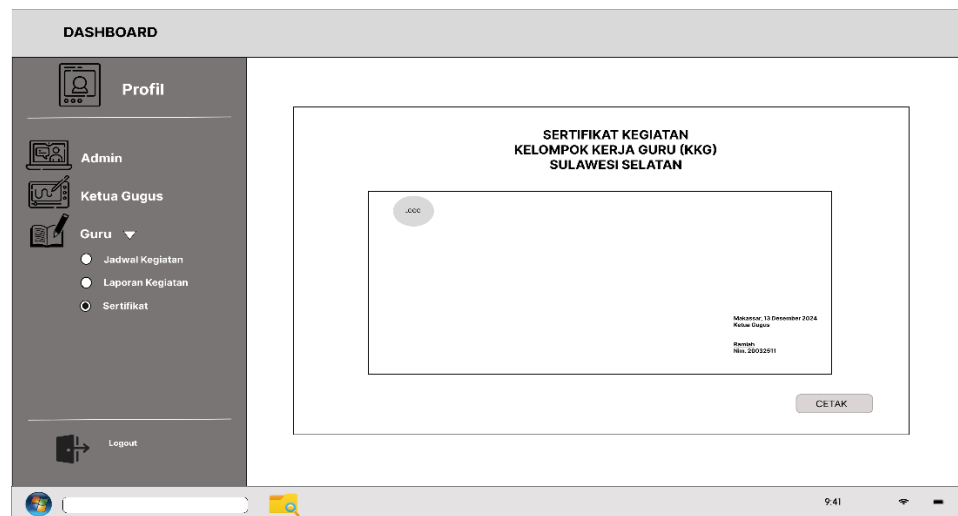 DASHBOARD
Profil
Admin
Ketua Gugus
Guru
Jadwal Kegiatan
Laporan Kegiatan
Sertifikat
Logout
SERTIFIKAT KEGIATAN
KELOMPOK KERJA GURU (KKG)
SULAWESI SELATAN
Makassar, 13 Desember 2024
Ketua Gugus
Ramlah
Nim. 20032511
CETAK
9:41